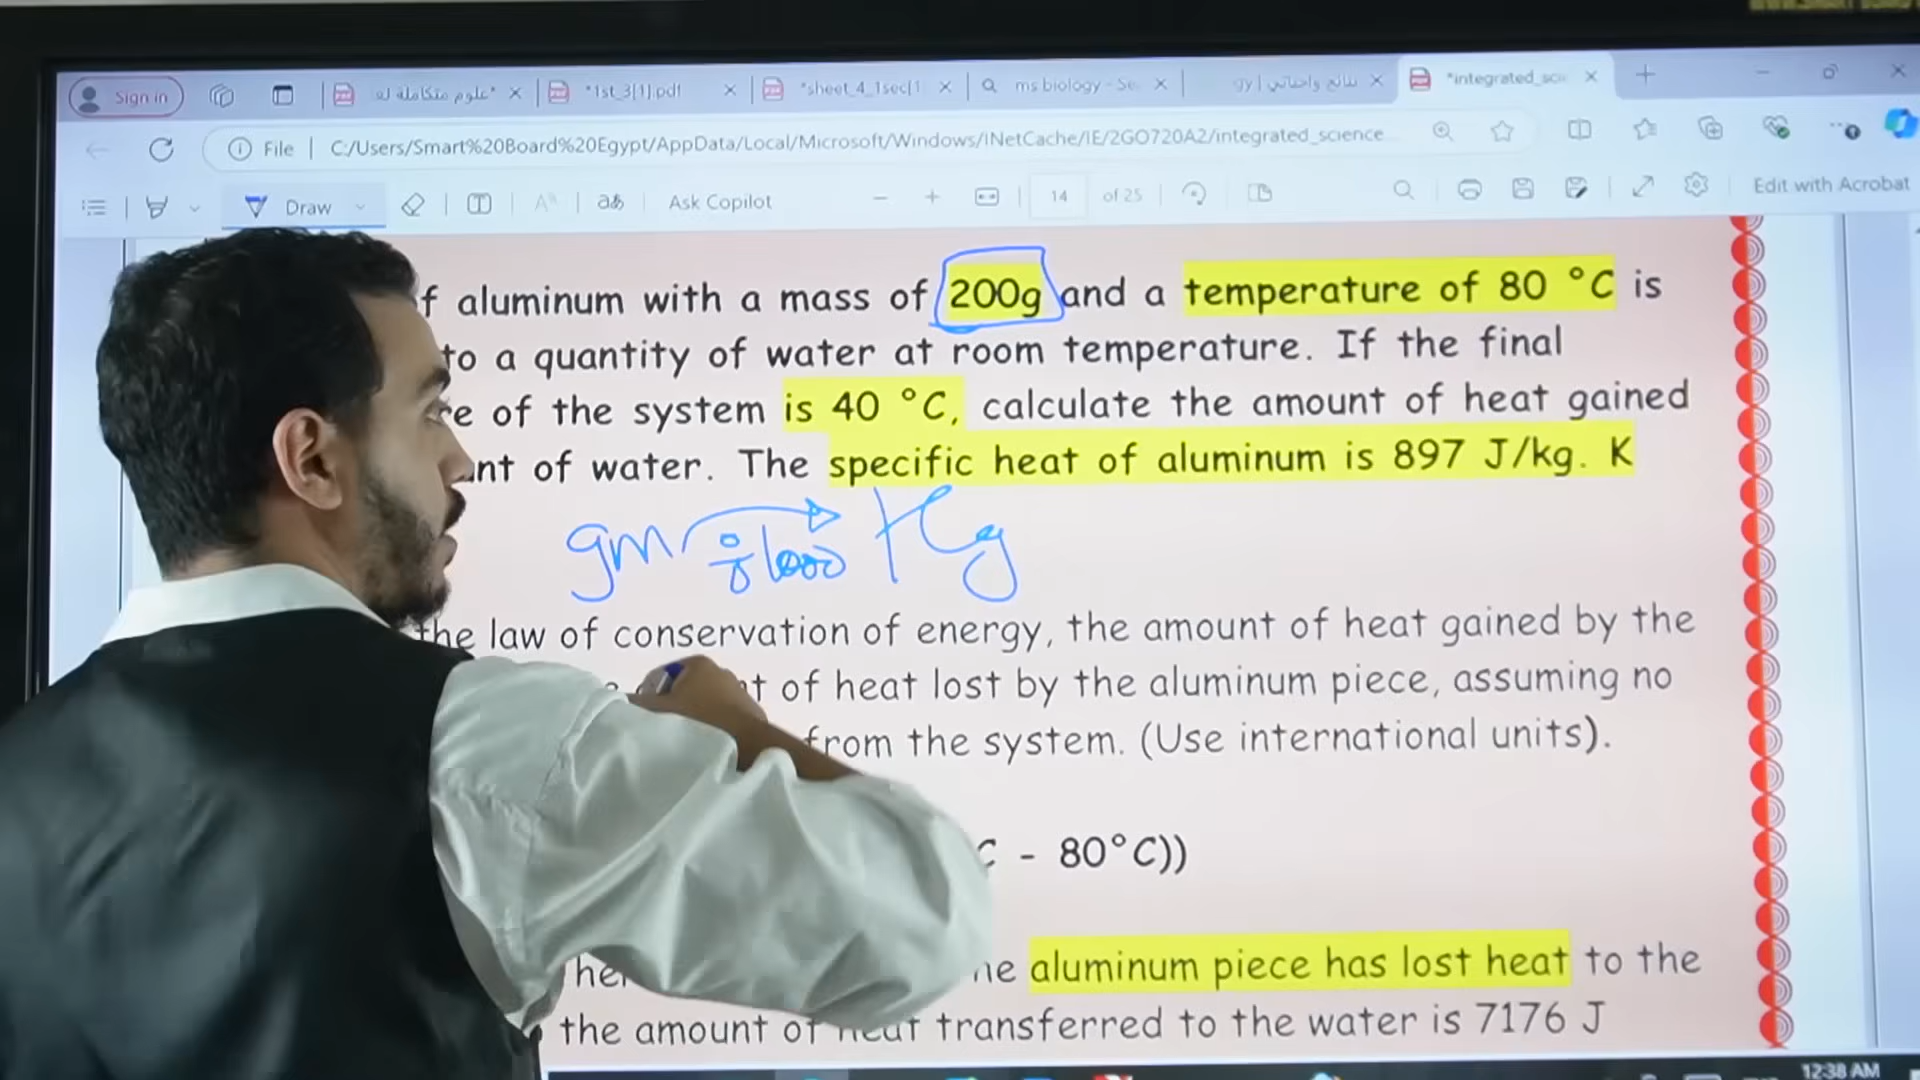 Sign in
علوم متكاملة له*
*1st_3[1].pdf
*sheet_4_1sec[1
ms biology - Se
*integrated_scie
File | C:/Users/Smart%20Board%20Egypt/AppData/Local/Microsoft/Windows/INetCache/IE/2GO720A2/integrated_science
Draw
Ask Copilot
14 of 25
Edit with Acrobat
f aluminum with a mass of 200g and a temperature of 80 °C is
to a quantity of water at room temperature. If the final
re of the system is 40 °C, calculate the amount of heat gained
nt of water. The specific heat of aluminum is 897 J/kg. K
gm ÷ 1000 Kg
the law of conservation of energy, the amount of heat gained by the
t of heat lost by the aluminum piece, assuming no
from the system. (Use international units).
C - 80°C))
he aluminum piece has lost heat to the
the amount of heat transferred to the water is 7176 J
12:38 AM